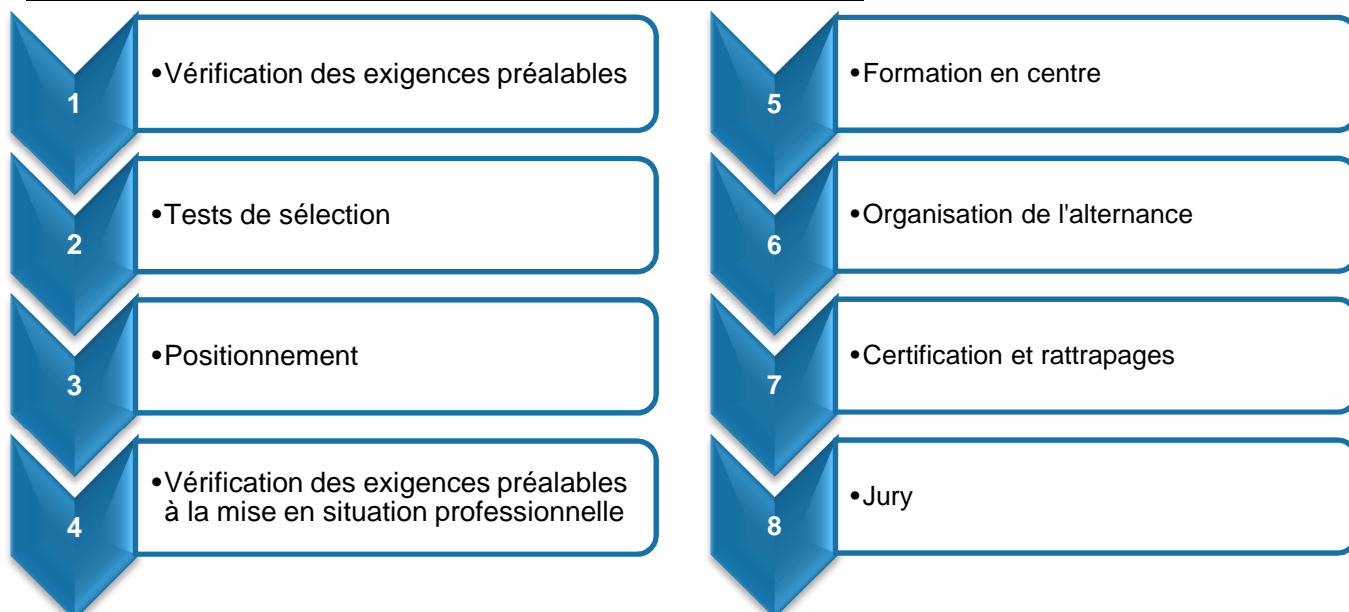 1
•Vérification des exigences préalables
2
•Tests de sélection
3
•Positionnement
4
•Vérification des exigences préalables
à la mise en situation professionnelle
5
•Formation en centre
6
•Organisation de l'alternance
7
•Certification et rattrapages
8
•Jury